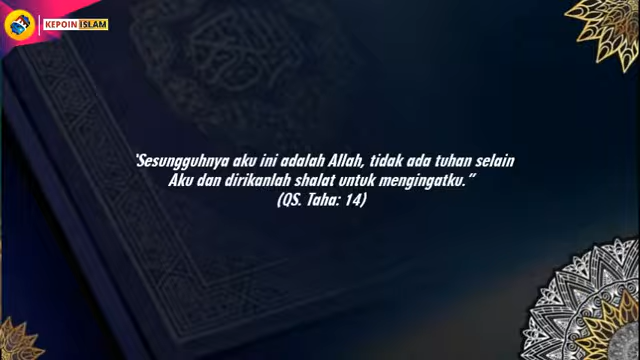 KEPOIN ISLAM
'Sesungguhnya aku ini adalah Allah, tidak ada tuhan selain
Aku dan dirikanlah shalat untuk mengingatku."
(QS. Taha: 14)